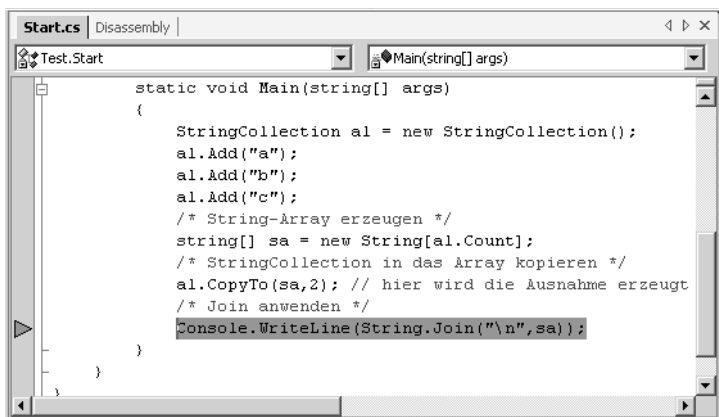 Start.cs Disassembly
Test.Start Main(string[] args)
static void Main(string[] args)
{
StringCollection al = new StringCollection();
al.Add("a");
al.Add("b");
al.Add("c");
/* String-Array erzeugen */
string[] sa = new String[al.Count];
/* StringCollection in das Array kopieren */
al.CopyTo(sa,2); // hier wird die Ausnahme erzeugt
/* Join anwenden */
Console.WriteLine(String.Join("\n",sa));
}
}
}